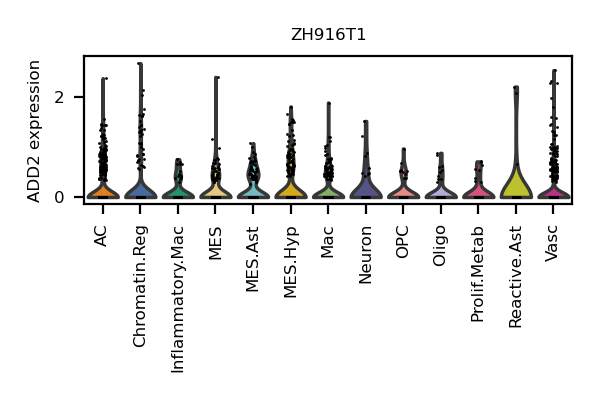 ZH916T1
ADD2 expression
2
0
AC
Chromatin.Reg
Inflammatory.Mac
MES
MES.Ast
MES.Hyp
Mac
Neuron
OPC
Oligo
Prolif.Metab
Reactive.Ast
Vasc